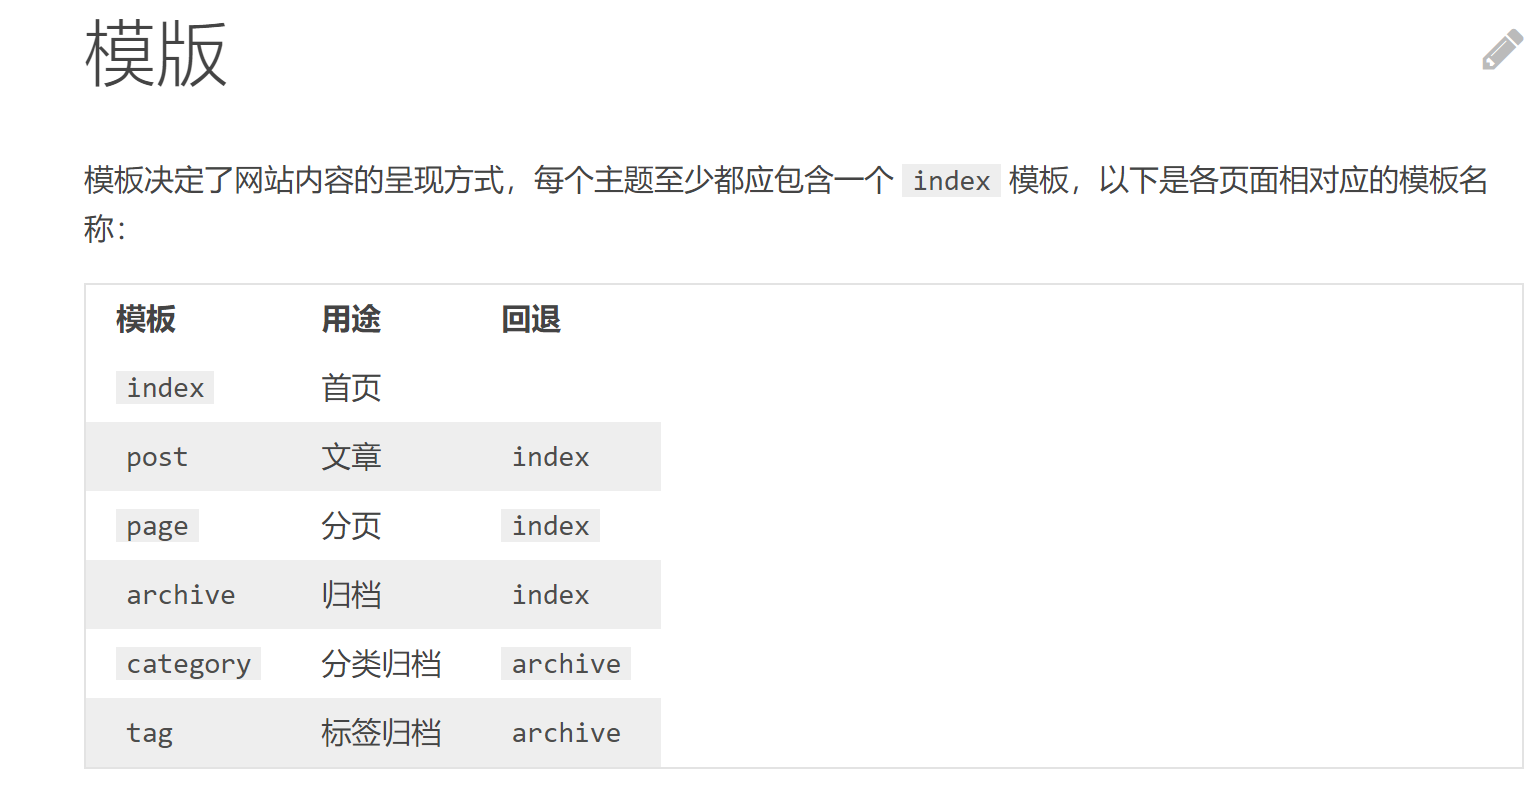 模版
模板决定了网站内容的呈现方式，每个主题至少都应包含一个 index 模板，以下是各页面相对应的模板名
称：
模板 用途 回退
index 首页
post 文章 index
page 分页 index
archive 归档 index
category 分类归档 archive
tag 标签归档 archive